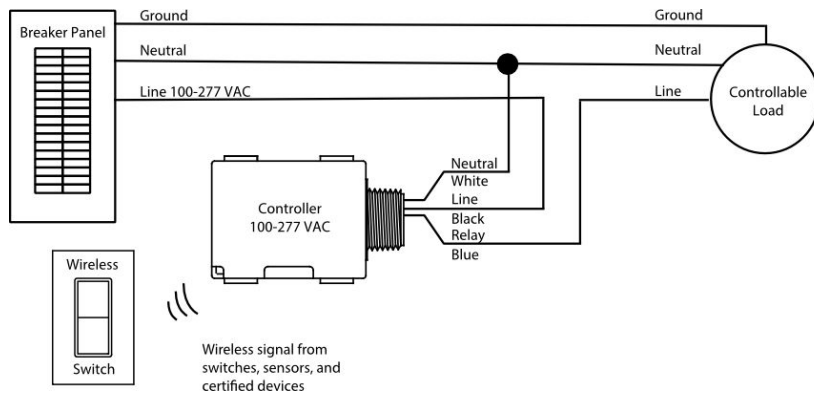 Breaker Panel
Ground
Ground
Neutral
Neutral
Line 100-277 VAC
Line
Controllable
Load
Neutral
White
Line
Black
Relay
Blue
Controller
100-277 VAC
Wireless
Switch
Wireless signal from
switches, sensors, and
certified devices